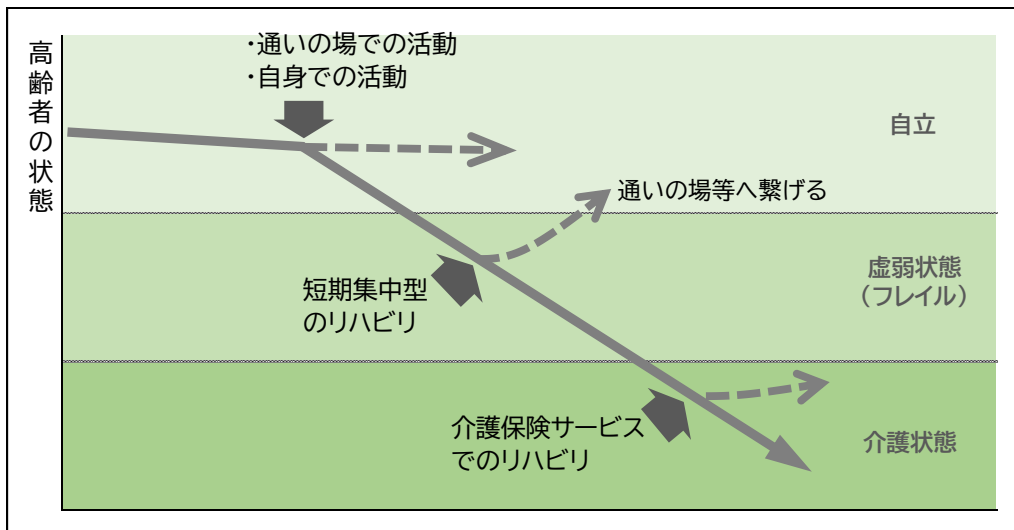 高齢者の状態
・通いの場での活動
・自身での活動
自立
通いの場等へ繋げる
虚弱状態
（フレイル）
短期集中型
のリハビリ
介護保険サービス
でのリハビリ
介護状態